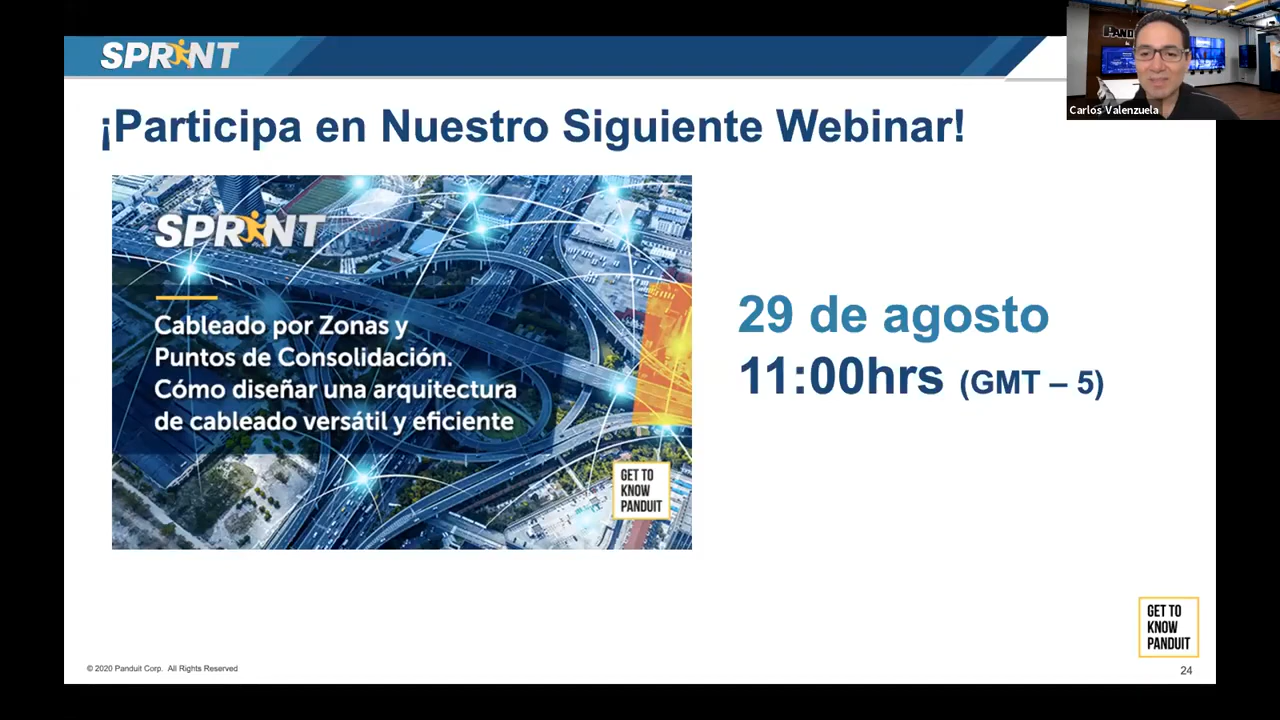 SPRINT
Carlos Valenzuela
¡Participa en Nuestro Siguiente Webinar!
SPRINT
Cableado por Zonas y
Puntos de Consolidación.
Cómo diseñar una arquitectura
de cableado versátil y eficiente
GET TO
KNOW
PANDUIT
29 de agosto
11:00hrs (GMT – 5)
GET TO
KNOW
PANDUIT
© 2020 Panduit Corp. All Rights Reserved
24